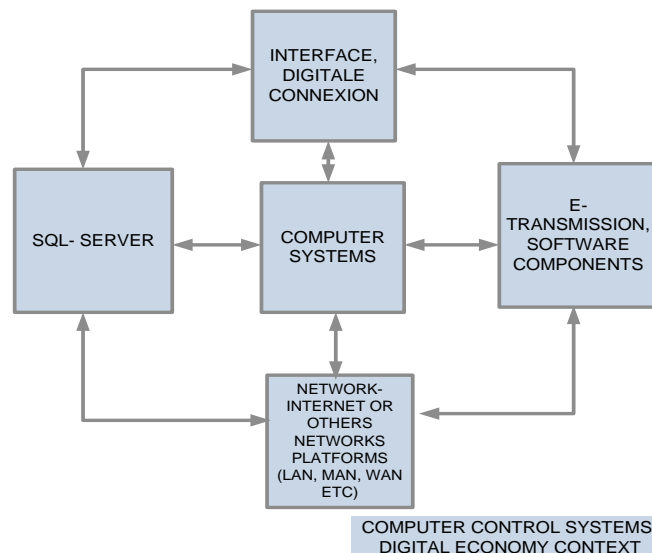 INTERFACE,
DIGITALE
CONNEXION
SQL- SERVER
COMPUTER
SYSTEMS
E-
TRANSMISSION,
SOFTWARE
COMPONENTS
NETWORK-
INTERNET OR
OTHERS
NETWORKS
PLATFORMS
(LAN, MAN, WAN
ETC)
COMPUTER CONTROL SYSTEMS
DIGITAL ECONOMY CONTEXT